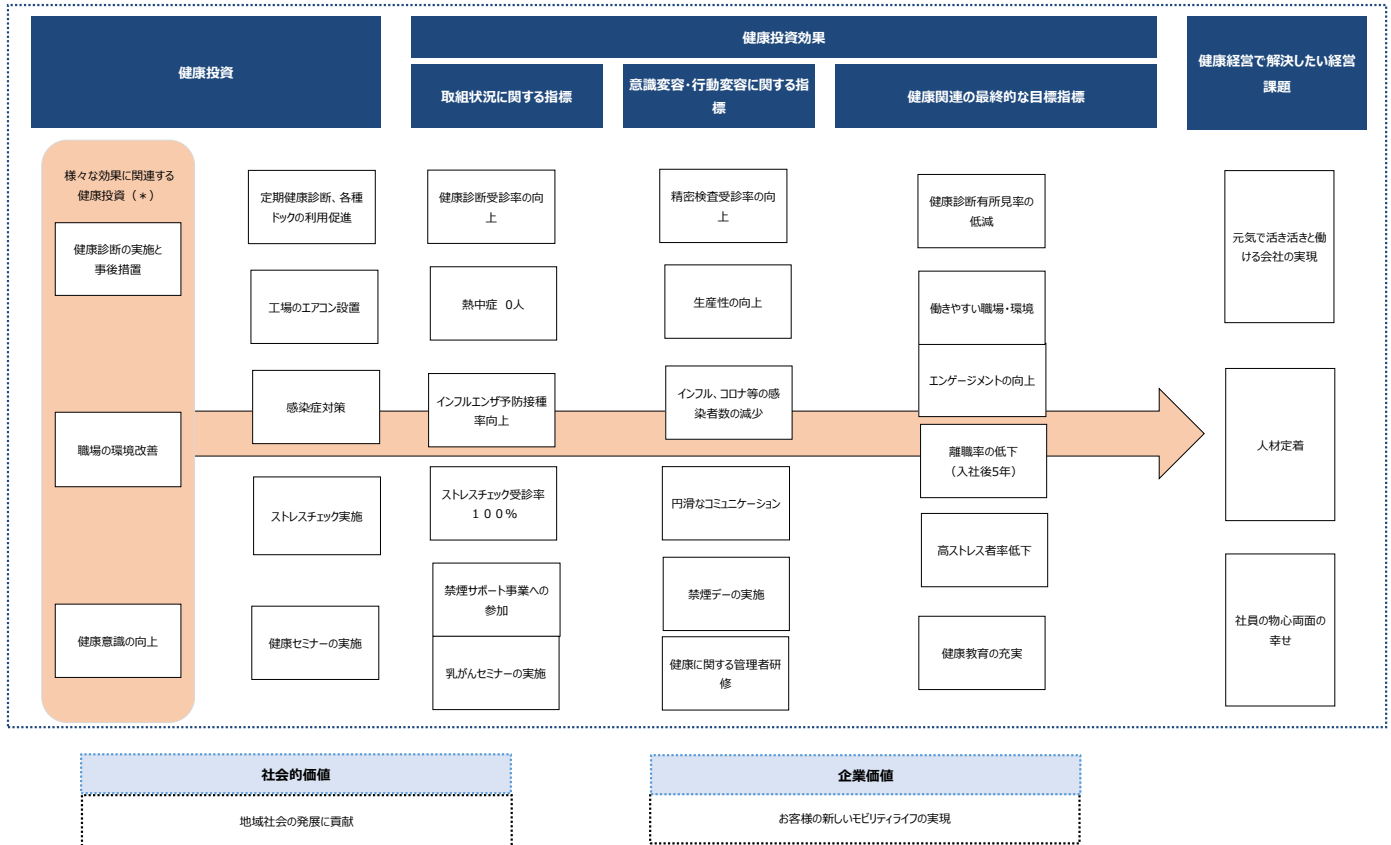 健康投資
健康投資効果
健康経営で解決したい経営
課題
取組状況に関する指標
意識変容・行動変容に関する指
標
健康関連の最終的な目標指標
様々な効果に関連する
健康投資（＊）
健康診断の実施と
事後措置
職場の環境改善
健康意識の向上
定期健康診断、各種
ドックの利用促進
工場のエアコン設置
感染症対策
ストレスチェック実施
健康セミナーの実施
健康診断受診率の向
上
熱中症 0人
インフルエンザ予防接種
率向上
ストレスチェック受診率
１００％
禁煙サポート事業への
参加
乳がんセミナーの実施
精密検査受診率の向
上
生産性の向上
インフル、コロナ等の感
染者数の減少
円滑なコミュニケーション
禁煙デーの実施
健康に関する管理者研
修
健康診断有所見率の
低減
働きやすい職場・環境
エンゲージメントの向上
離職率の低下
（入社後5年）
高ストレス者率低下
健康教育の充実
元気で活き活きと働
ける会社の実現
人材定着
社員の物心両面の
幸せ
社会的価値
地域社会の発展に貢献
企業価値
お客様の新しいモビリティライフの実現